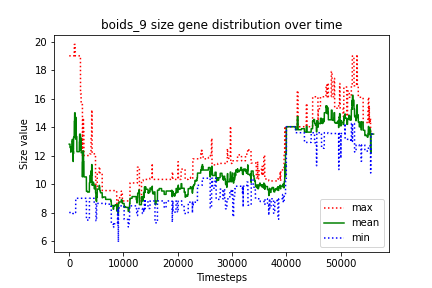 boids_9 size gene distribution over time
Size value
20
18
16
14
12
10
8
6
0
10000
20000
30000
40000
50000
Timesteps
max
mean
min